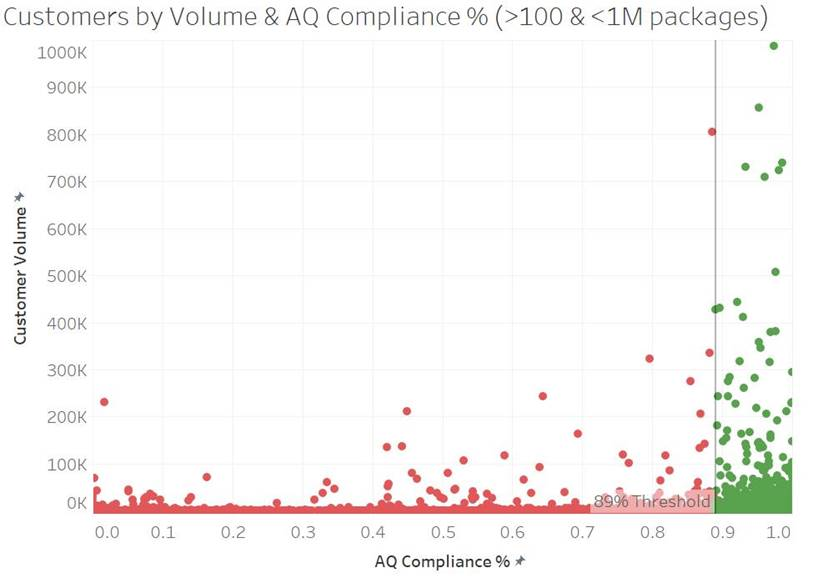 Customers by Volume & AQ Compliance % (>100 & <1M packages)
1000K
900K
800K
700K
600K
500K
400K
300K
200K
100K
0K
Customer Volume
89% Threshold
0.0 0.1 0.2 0.3 0.4 0.5 0.6 0.7 0.8 0.9 1.0
AQ Compliance %